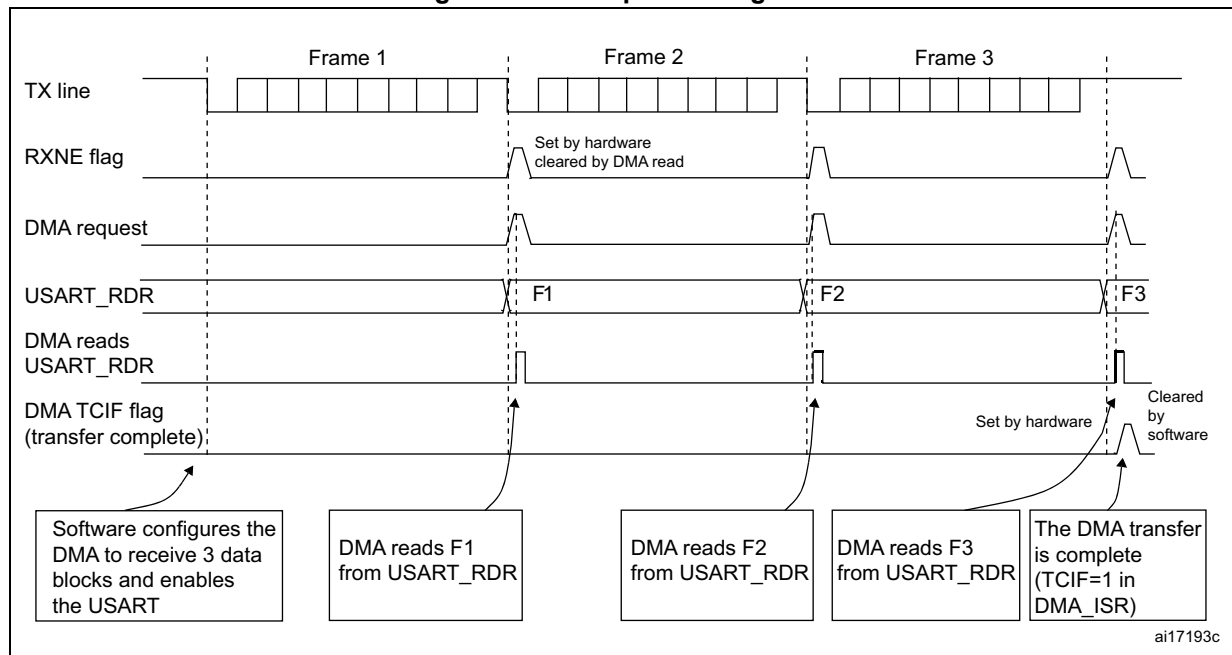 Frame 1
Frame 2
Frame 3
TX line
RXNE flag
Set by hardware
cleared by DMA read
DMA request
USART_RDR
F1
F2
F3
DMA reads
USART_RDR
DMA TCIF flag
(transfer complete)
Set by hardware
Cleared
by
software
Software configures the
DMA to receive 3 data
blocks and enables
the USART
DMA reads F1
from USART_RDR
DMA reads F2
from USART_RDR
DMA reads F3
from USART_RDR
The DMA transfer
is complete
(TCIF=1 in
DMA_ISR)
ai17193c